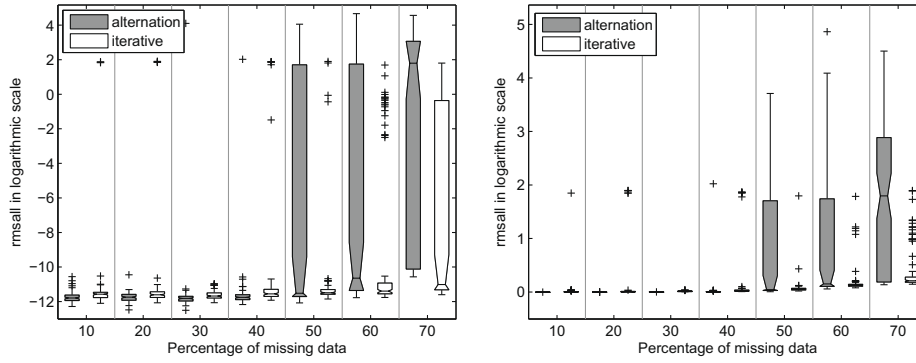 4
2
0
−2
−4
−6
−8
−10
−12
rmsall in logarithmic scale
alternation
iterative
10 20 30 40 50 60 70
Percentage of missing data
5
4
3
2
1
0
rmsall in logarithmic scale
alternation
iterative
10 20 30 40 50 60 70
Percentage of missing data